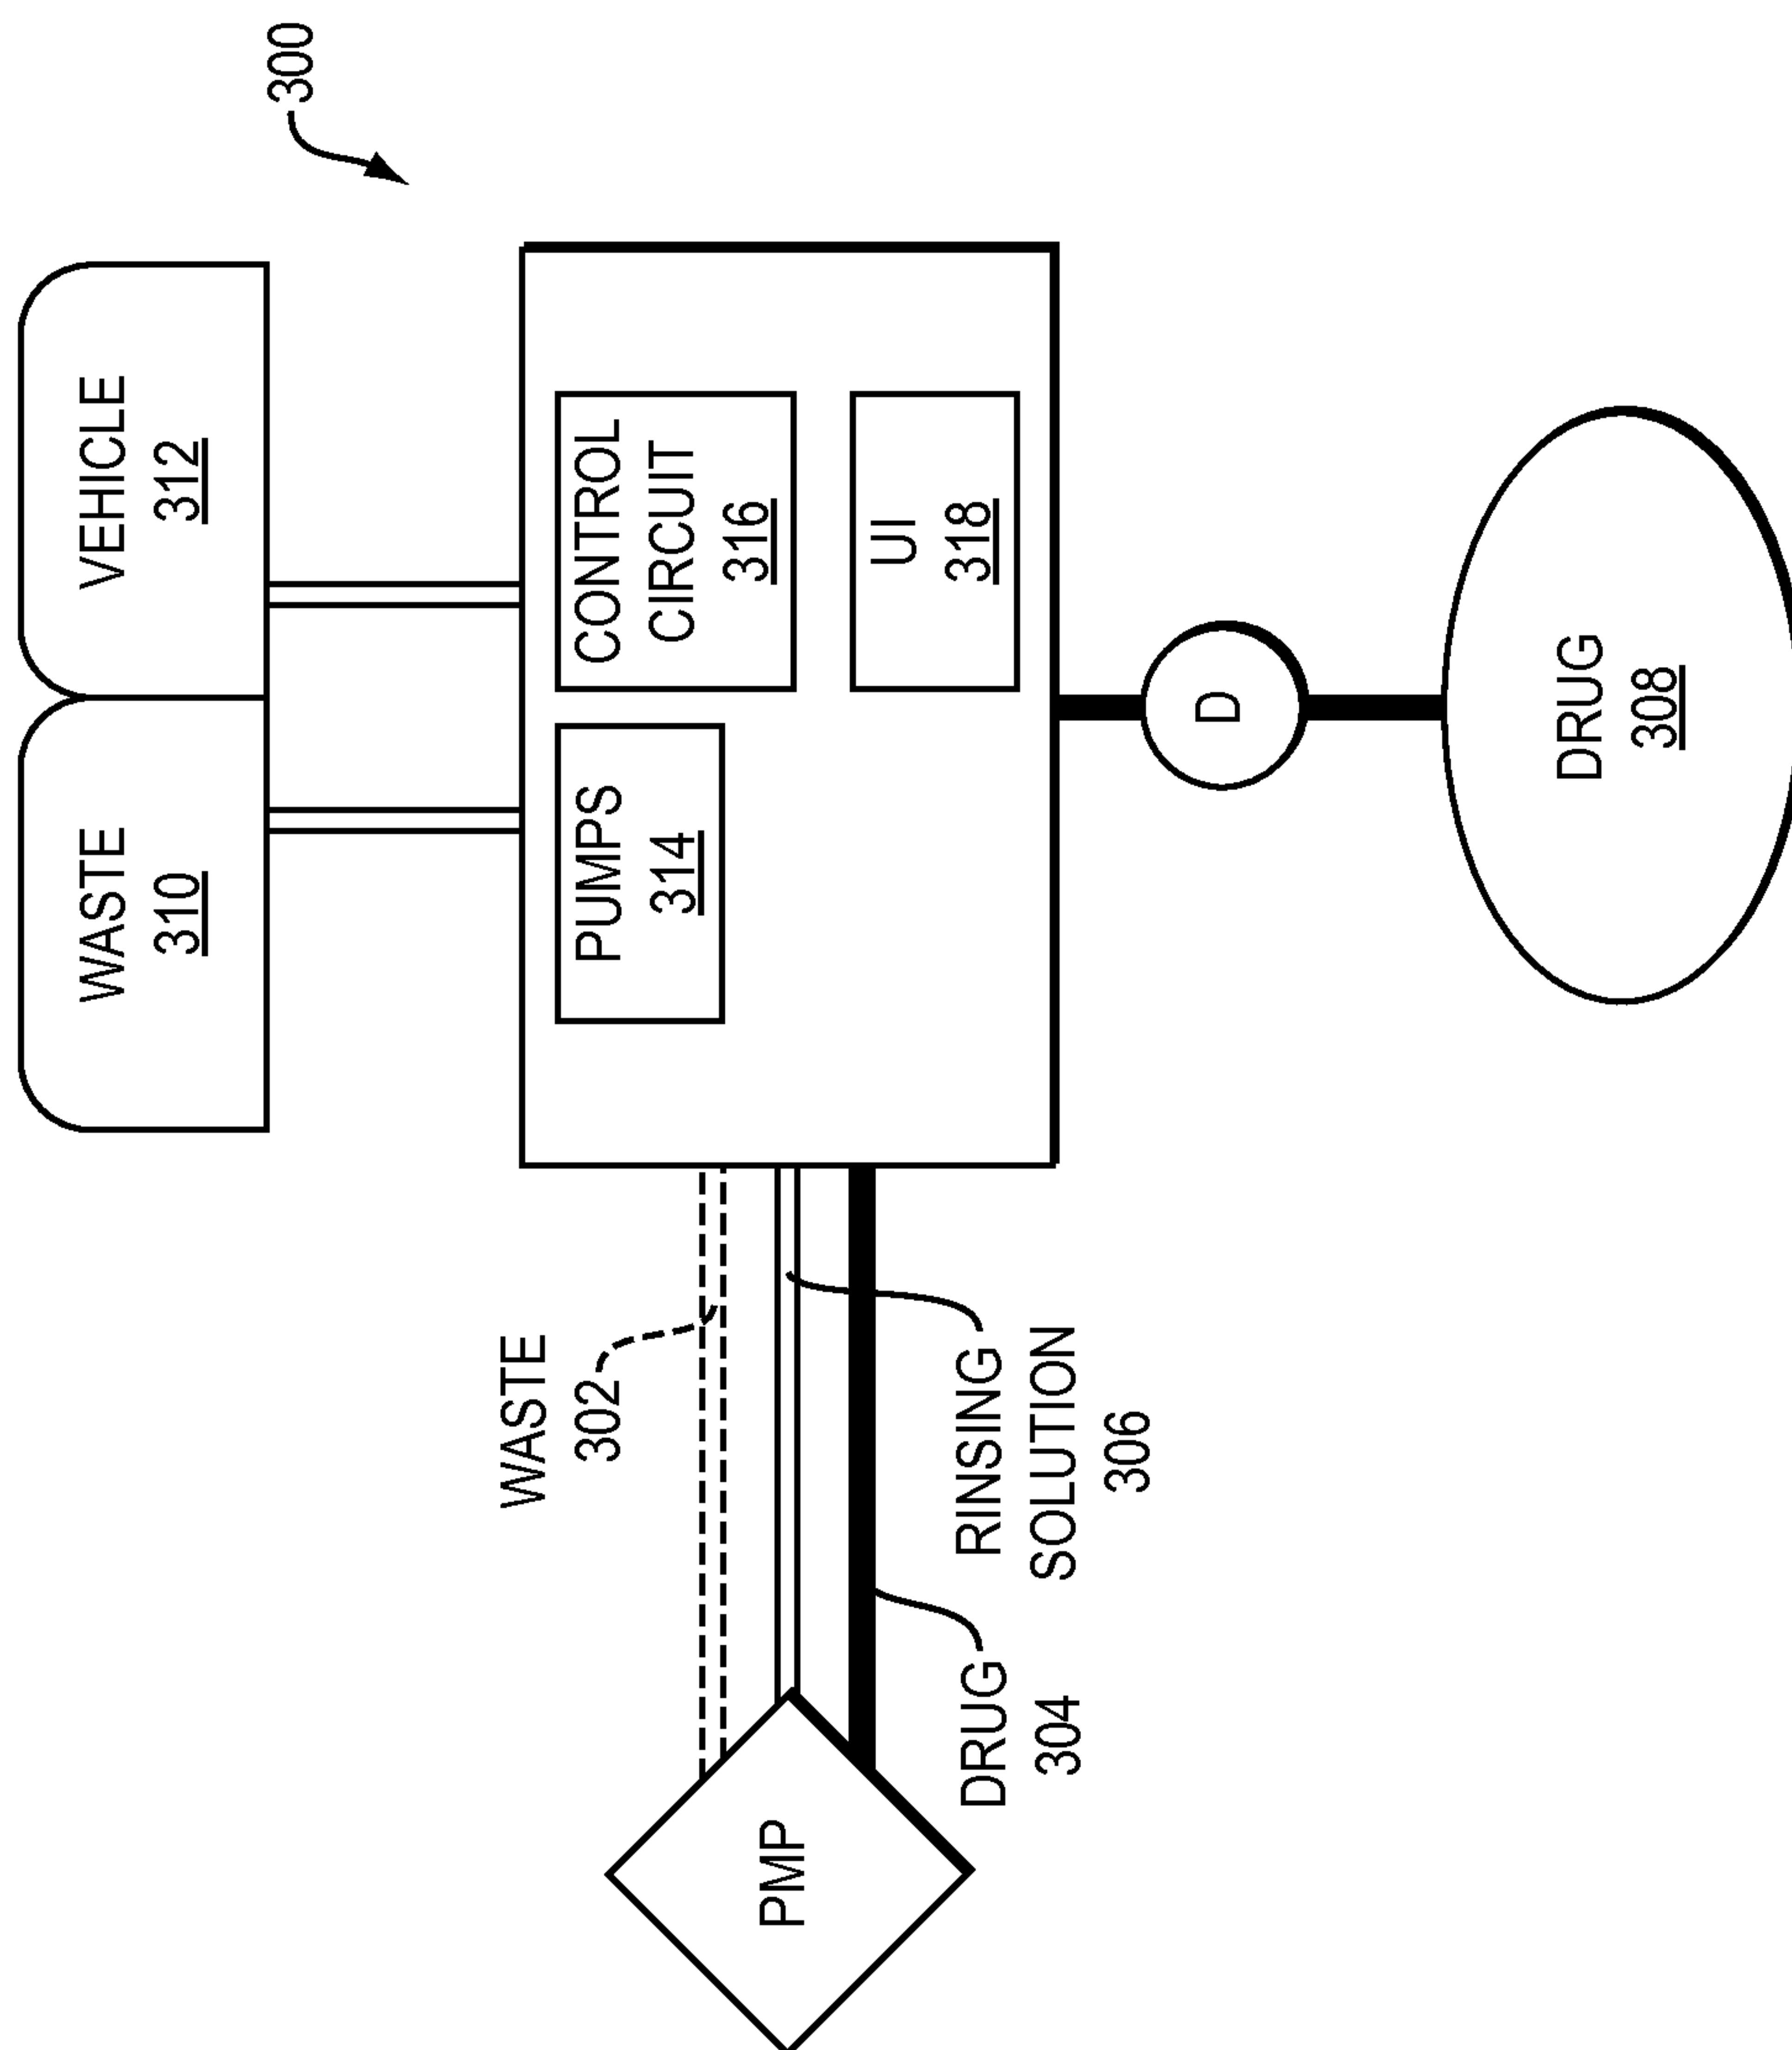 300
WASTE
310
VEHICLE
312
PUMPS
314
CONTROL
CIRCUIT
316
UI
318
WASTE
302
PMP
RINSING
SOLUTION
306
DRUG
304
D
DRUG
308